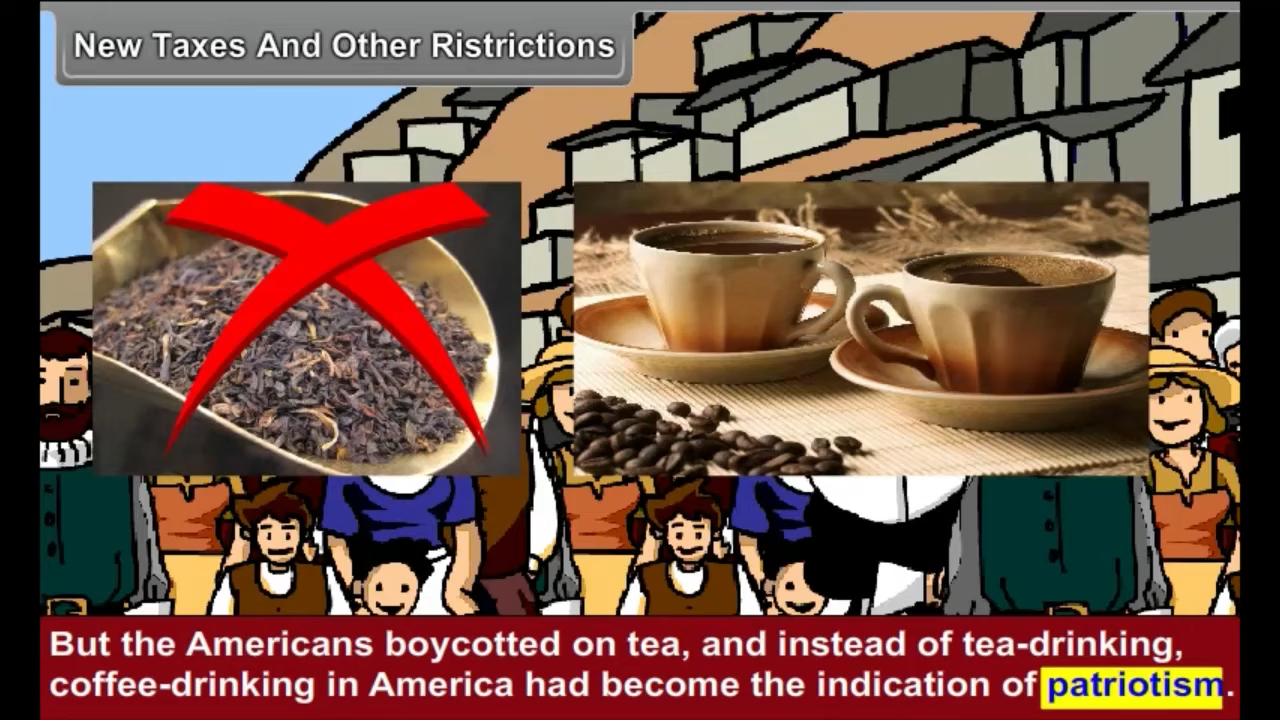 New Taxes And Other Ristrictions
But the Americans boycotted on tea, and instead of tea-drinking,
coffee-drinking in America had become the indication of patriotism.